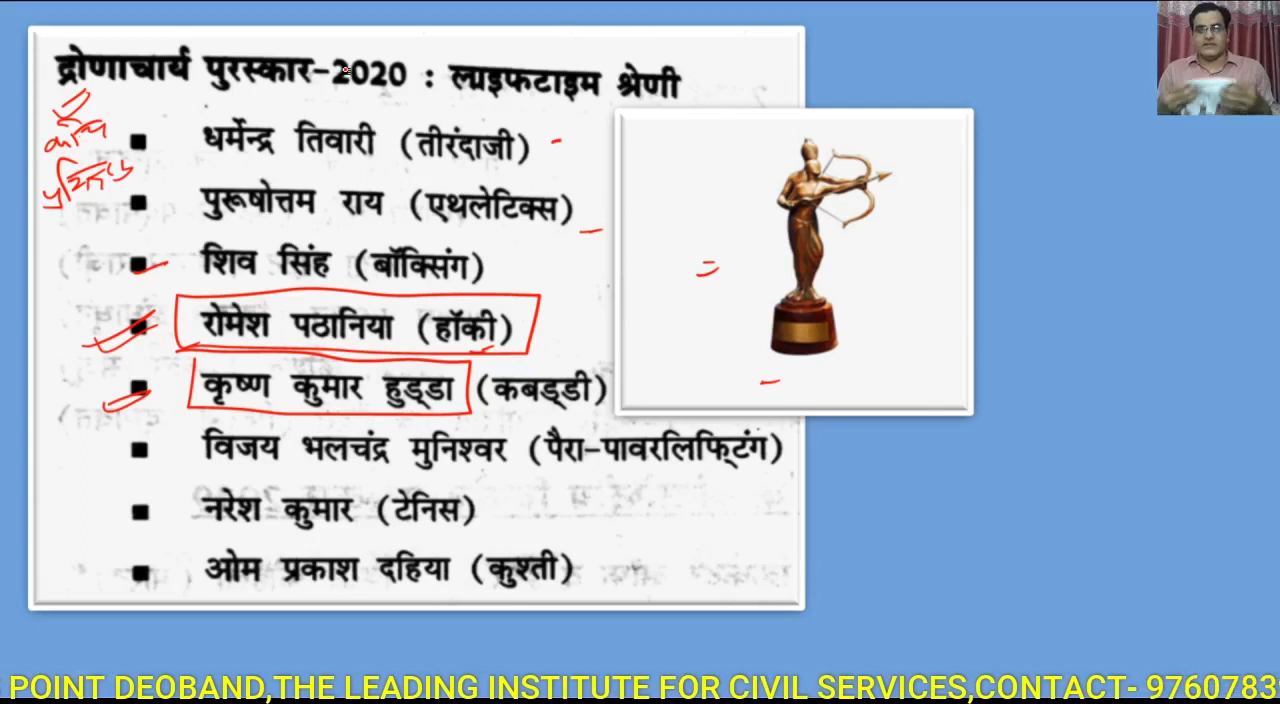 द्रोणाचार्य पुरस्कार-2020 : लाइफटाइम श्रेणी
■ धर्मेन्द्र तिवारी (तीरंदाजी)
■ पुरूषोत्तम राय (एथलेटिक्स)
■ शिव सिंह (बॉक्सिंग)
■ रोमेश पठानिया (हॉकी)
■ कृष्ण कुमार हुड्डा (कबड्डी)
■ विजय भलचंद्र मुनिश्वर (पैरा-पावरलिफ्टिंग)
■ नरेश कुमार (टेनिस)
■ ओम प्रकाश दहिया (कुश्ती)
POINT DEOBAND,THE LEADING INSTITUTE FOR CIVIL SERVICES,CONTACT- 9760783